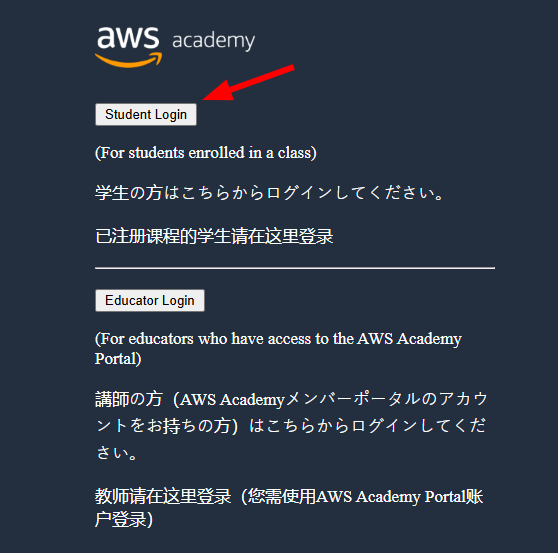 aws academy
Student Login
(For students enrolled in a class)
学生の方はこちらからログインしてください。
已注册课程的学生请在这里登录
Educator Login
(For educators who have access to the AWS Academy
Portal)
講師の方（AWS Academyメンバーポータルのアカウ
ントをお持ちの方）はこちらからログインしてくだ
さい。
教师请在这里登录（您需使用AWS Academy Portal账
户登录）